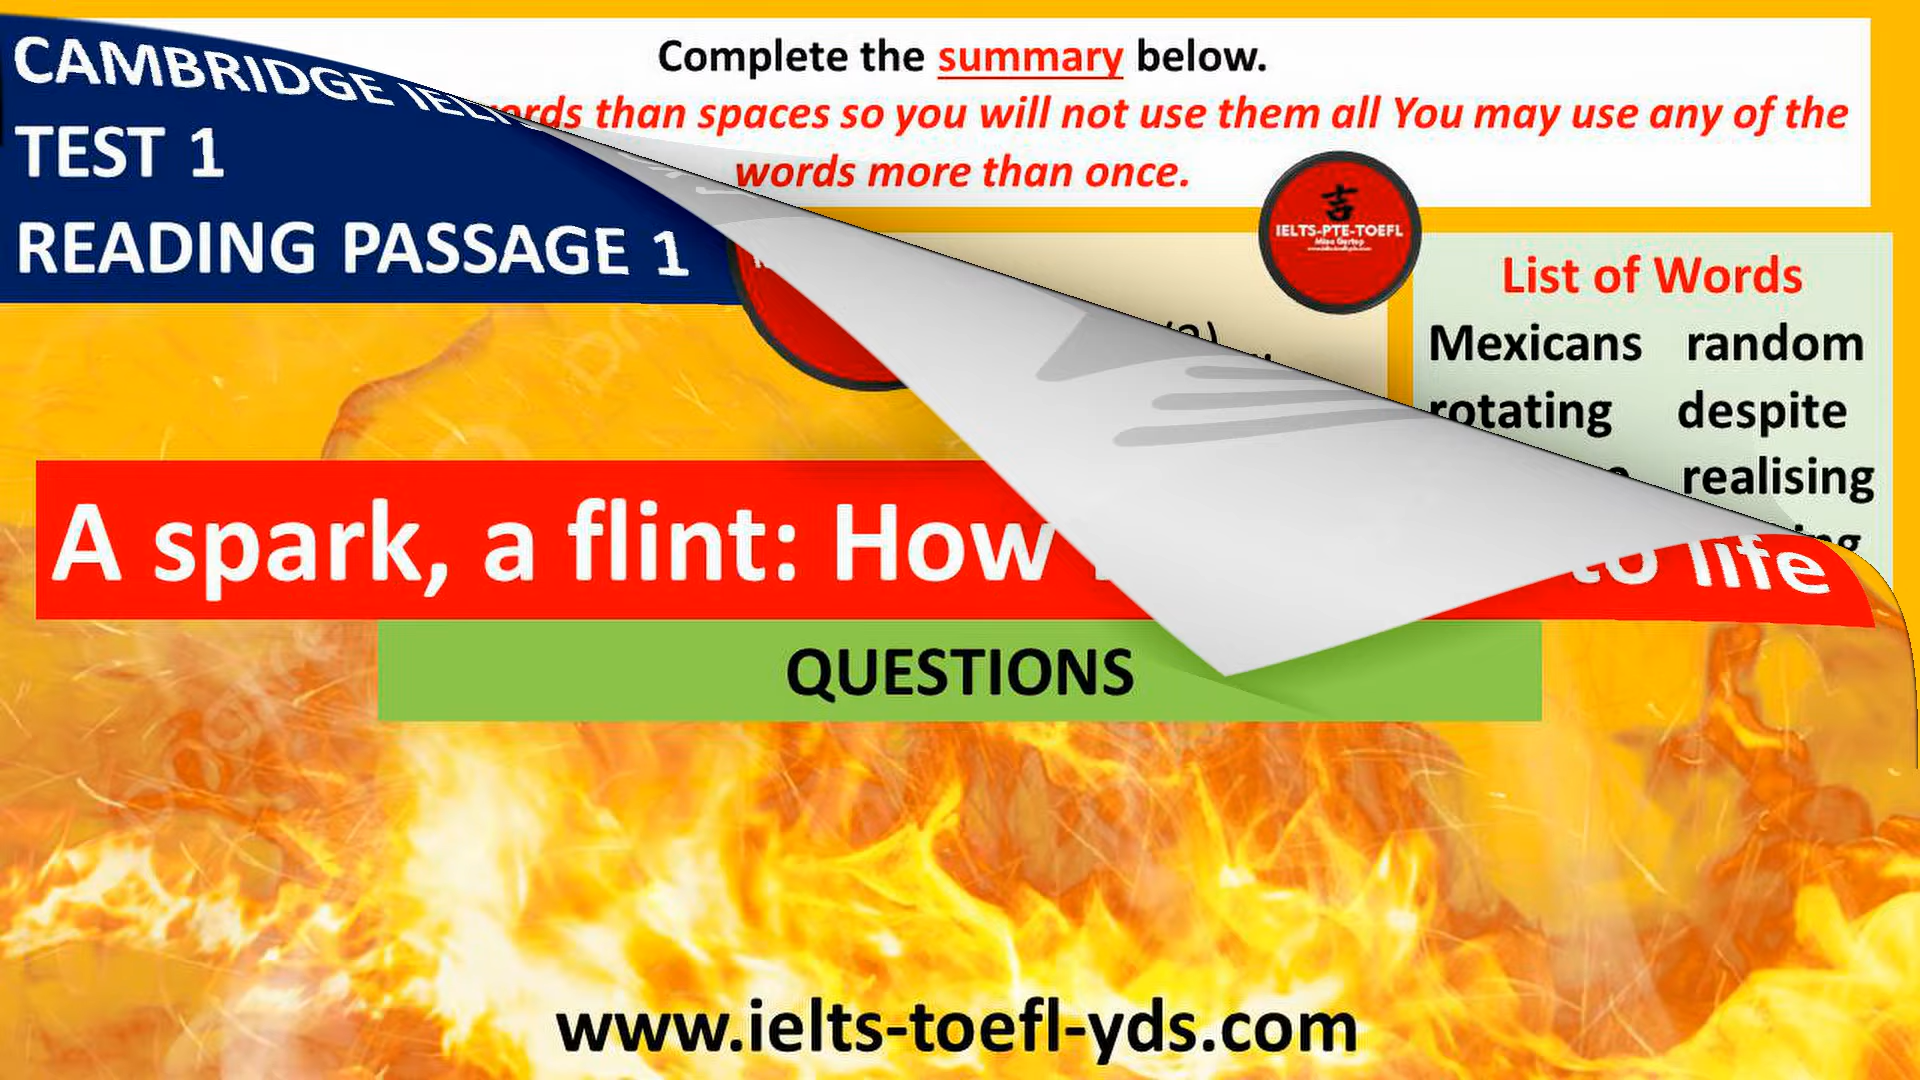 CAMBRIDGE IELTS
TEST 1
READING PASSAGE 1
Complete the summary below.
than spaces so you will not use them all You may use any of the
words more than once.
吉
IELTS-PTE-TOEFL
List of Words
Mexicans random
rotating despite
realising
A spark, a flint: How to life
QUESTIONS
www.ielts-toefl-yds.com